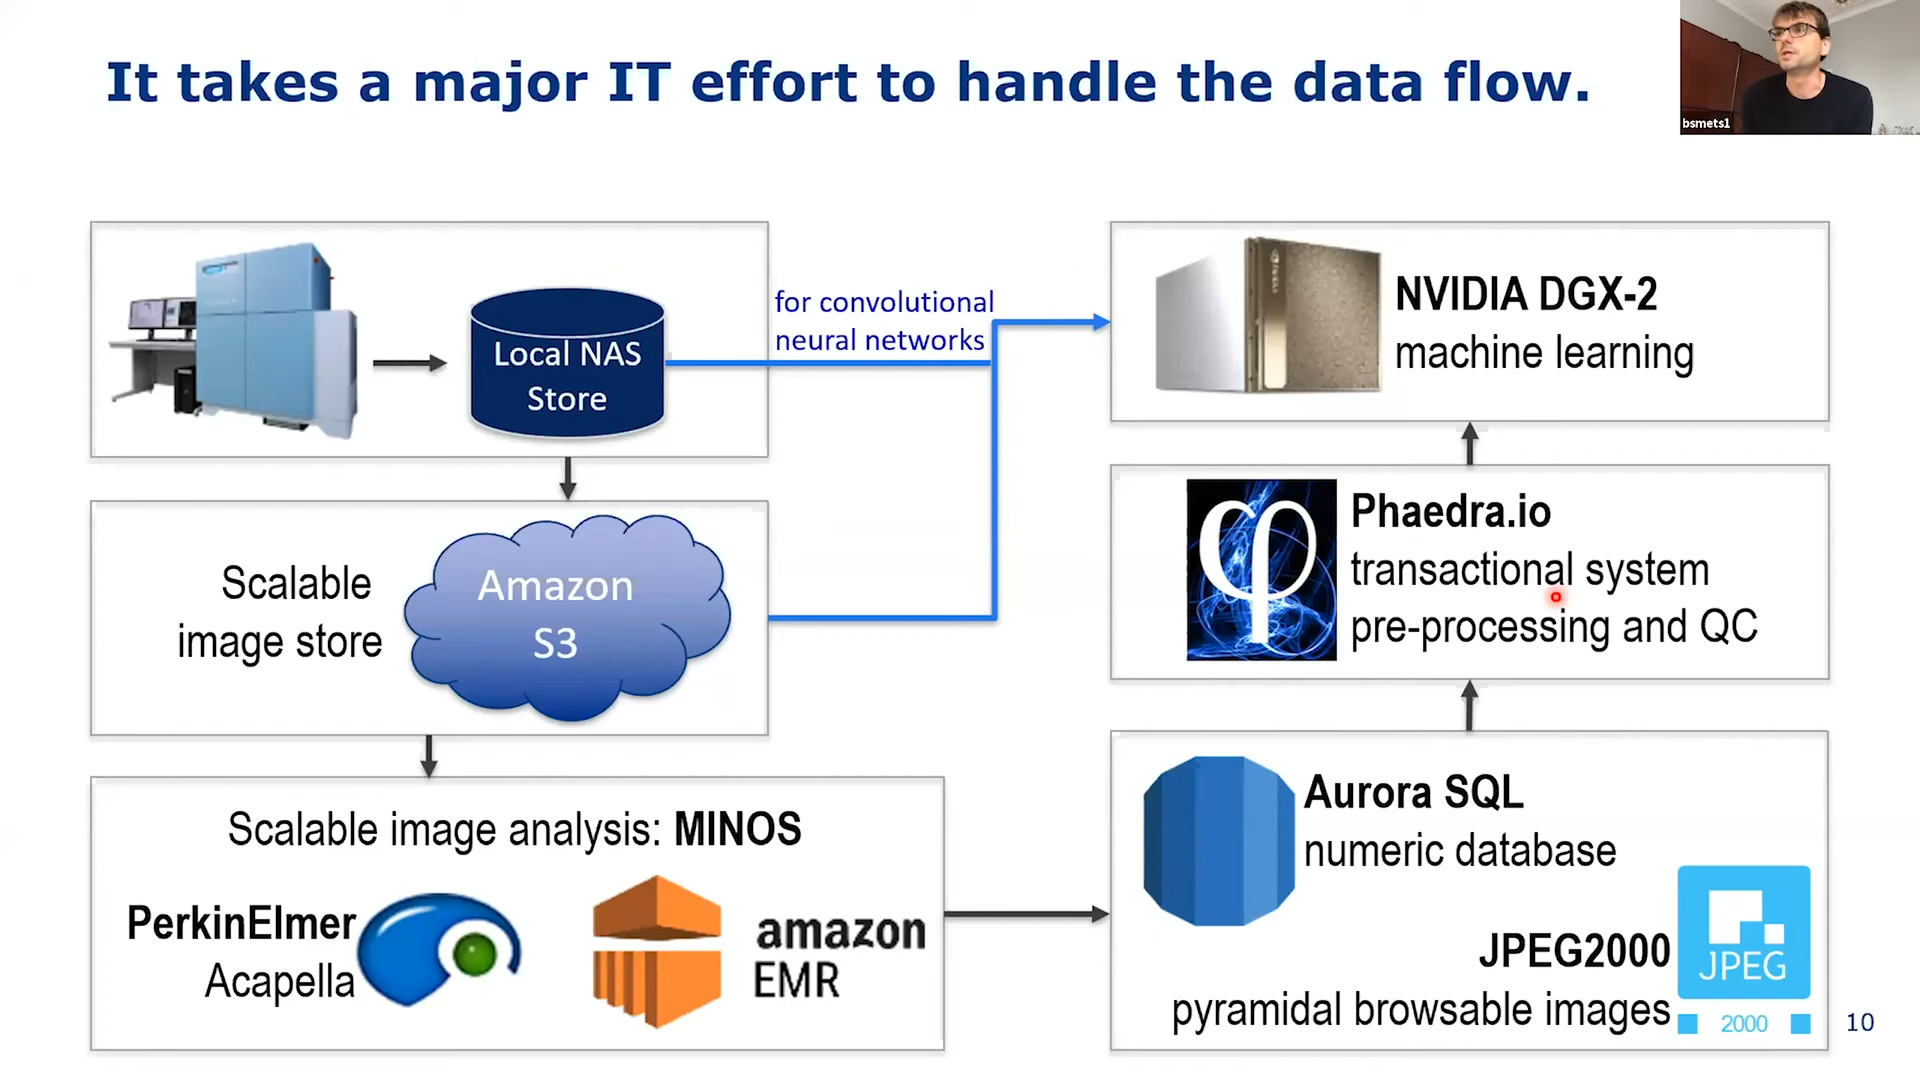 It takes a major IT effort to handle the data flow.
bsmets1
Local NAS
Store
for convolutional
neural networks
NVIDIA DGX-2
machine learning
Scalable
image store
Amazon
S3
Phaedra.io
transactional system
pre-processing and QC
φ
Scalable image analysis: MINOS
PerkinElmer
Acapella
amazon
EMR
Aurora SQL
numeric database
JPEG2000
pyramidal browsable images
JPEG
2000
10